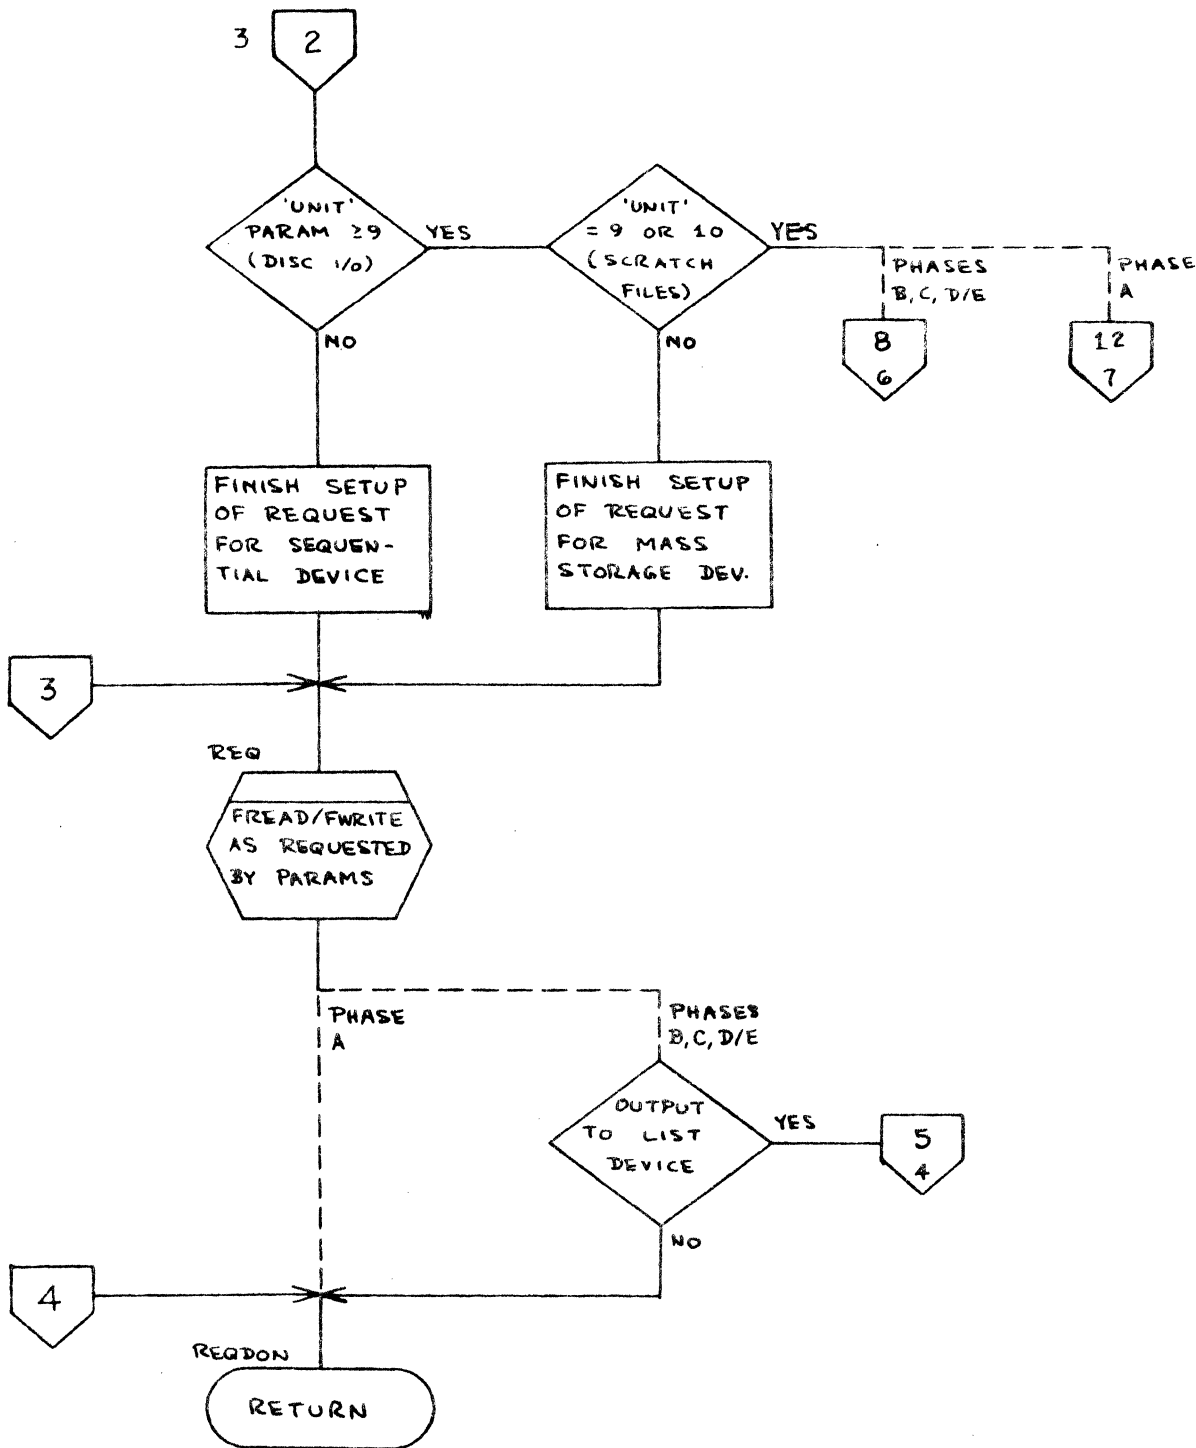 3
2
'UNIT'
PARAM ≥9
(DISC I/O)
YES
NO
'UNIT'
= 9 OR 10
(SCRATCH
FILES)
YES
NO
PHASES
B, C, D/E
PHASE
A
8
6
12
7
FINISH SETUP
OF REQUEST
FOR SEQUEN-
TIAL DEVICE
FINISH SETUP
OF REQUEST
FOR MASS
STORAGE DEV.
3
REQ
FREAD/FWRITE
AS REQUESTED
BY PARAMS
PHASE
A
PHASES
B, C, D/E
OUTPUT
TO LIST
DEVICE
YES
5
4
NO
4
REQDON
RETURN